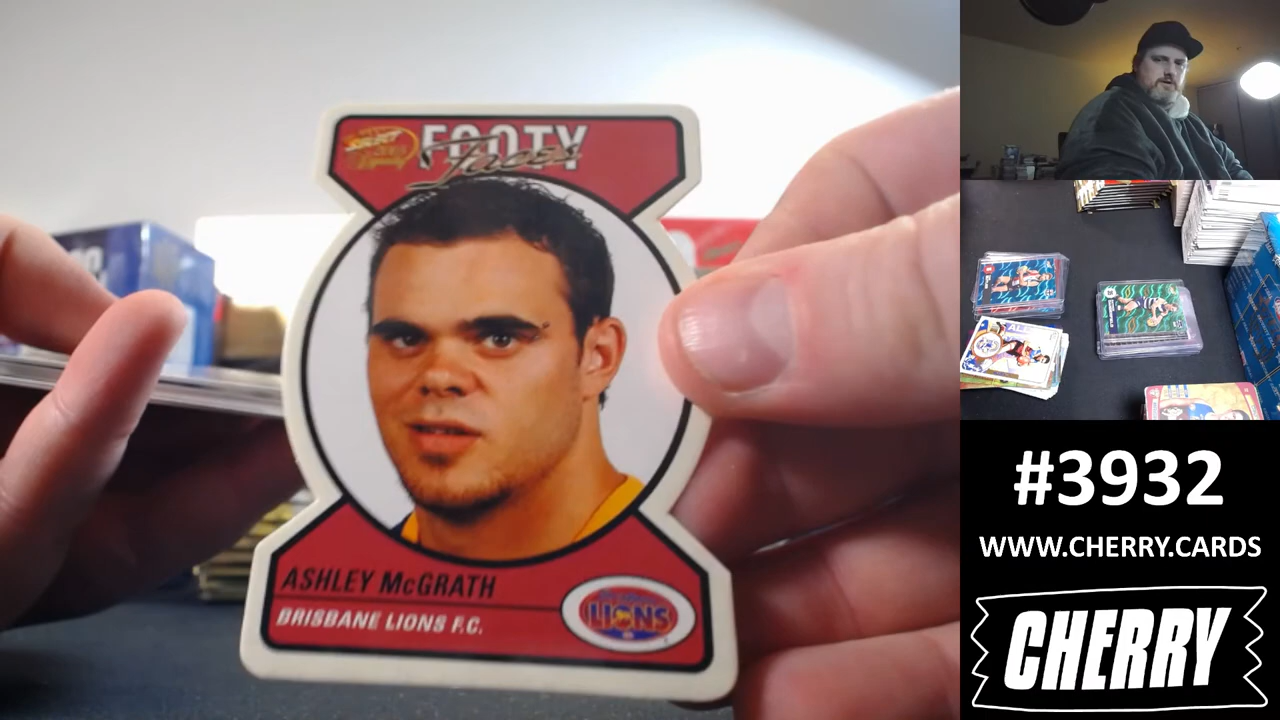 FOOTY
Faces
ASHLEY McGRATH
BRISBANE LIONS F.C.
LIONS
#3932
WWW.CHERRY.CARDS
CHERRY